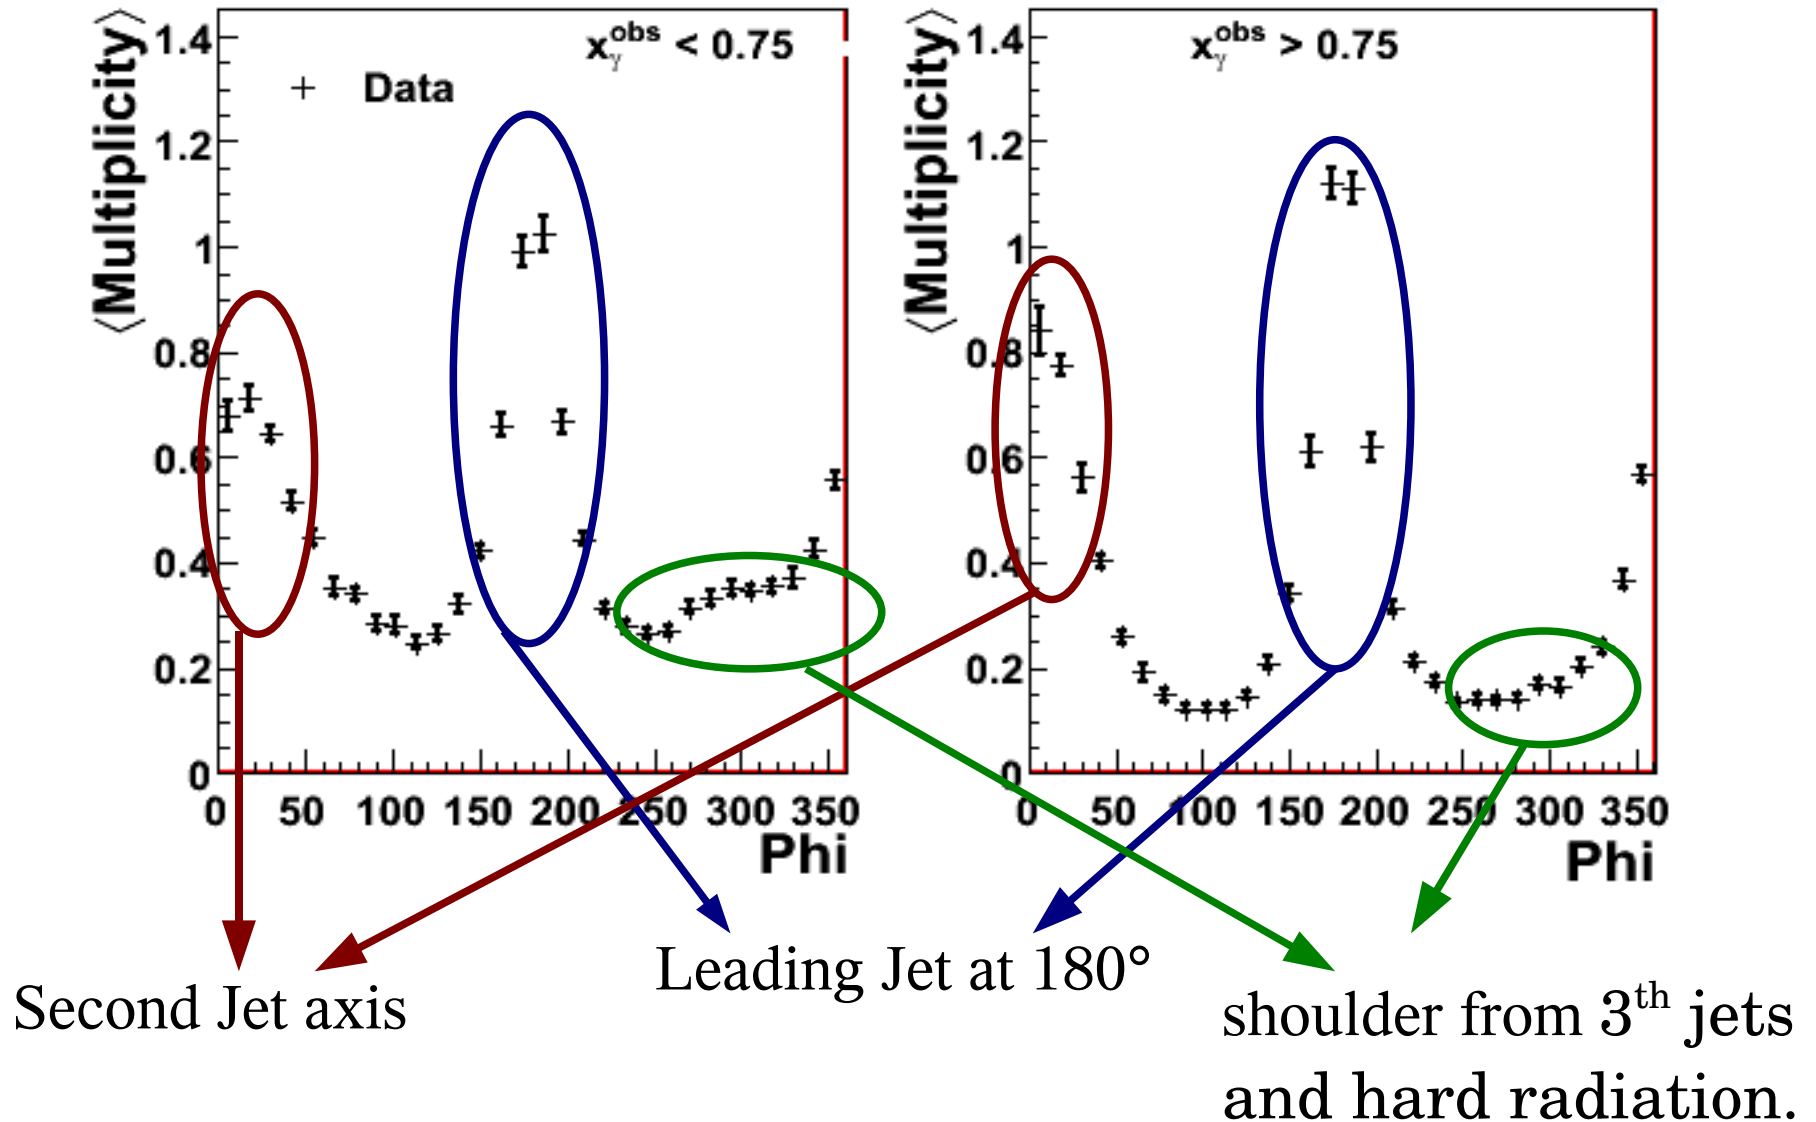 ⟨Multiplicity⟩
1.4
1.2
1
0.8
0.6
0.4
0.2
0
x_γ^obs < 0.75
+ Data
0 50 100 150 200 250 300 350
Phi
⟨Multiplicity⟩
1.4
1.2
1
0.8
0.6
0.4
0.2
0
x_γ^obs > 0.75
0 50 100 150 200 250 300 350
Phi
Second Jet axis
Leading Jet at 180°
shoulder from 3th jets
and hard radiation.